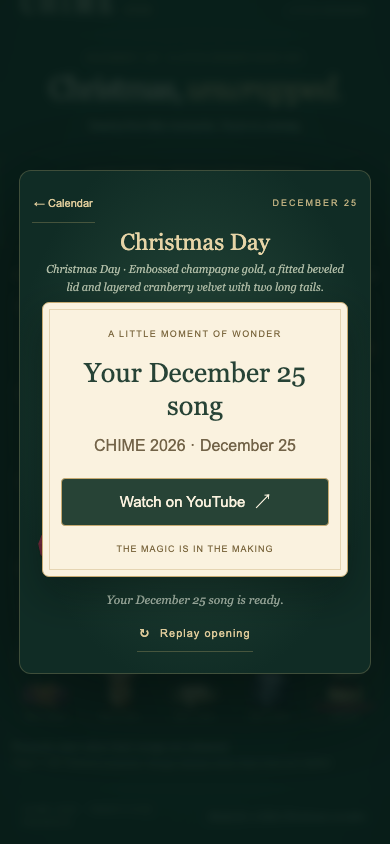 ← Calendar
DECEMBER 25
Christmas Day
Christmas Day · Embossed champagne gold, a fitted beveled
lid and layered cranberry velvet with two long tails.
A LITTLE MOMENT OF WONDER
Your December 25
song
CHIME 2026 · December 25
Watch on YouTube ↗
THE MAGIC IS IN THE MAKING
Your December 25 song is ready.
↻ Replay opening